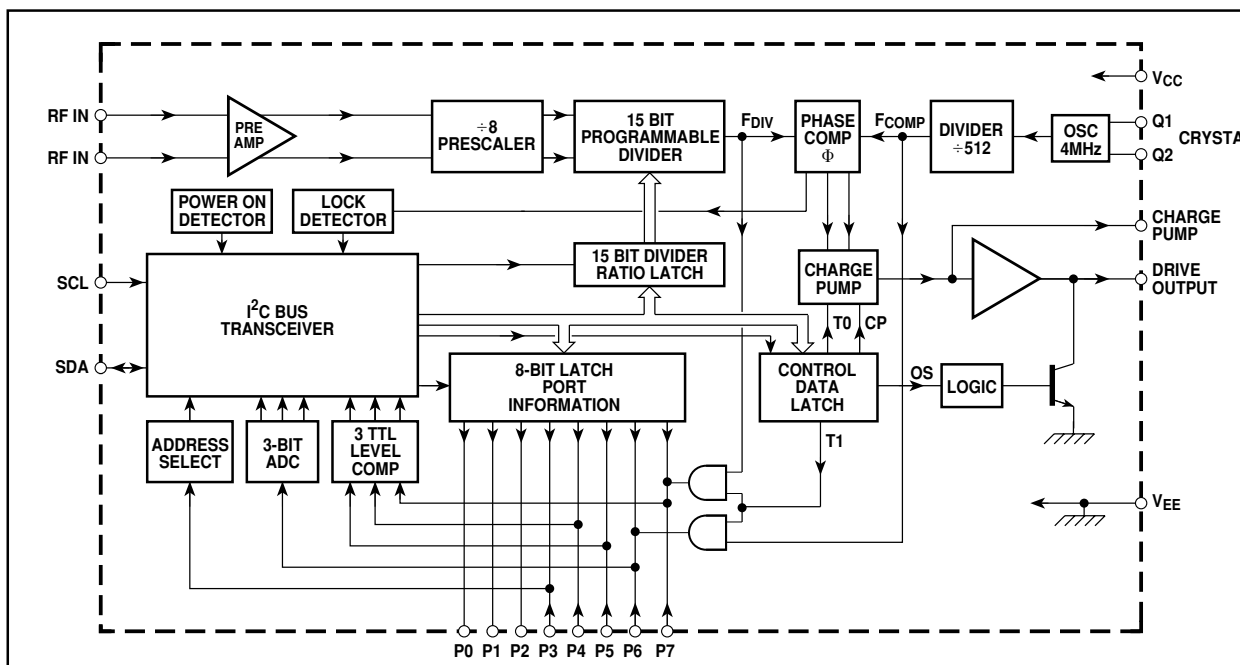 RF IN
RF IN
PRE
AMP
÷8
PRESCALER
15 BIT
PROGRAMMABLE
DIVIDER
FDIV
PHASE
COMP
Φ
FCOMP
DIVIDER
÷512
OSC
4MHz
VCC
Q1
Q2
CRYSTA
POWER ON
DETECTOR
LOCK
DETECTOR
15 BIT DIVIDER
RATIO LATCH
CHARGE
PUMP
CHARGE
PUMP
DRIVE
OUTPUT
SCL
SDA
I2C BUS
TRANSCEIVER
T0
CP
8-BIT LATCH
PORT
INFORMATION
CONTROL
DATA
LATCH
OS
LOGIC
ADDRESS
SELECT
3-BIT
ADC
3 TTL
LEVEL
COMP
T1
VEE
P0
P1
P2
P3
P4
P5
P6
P7